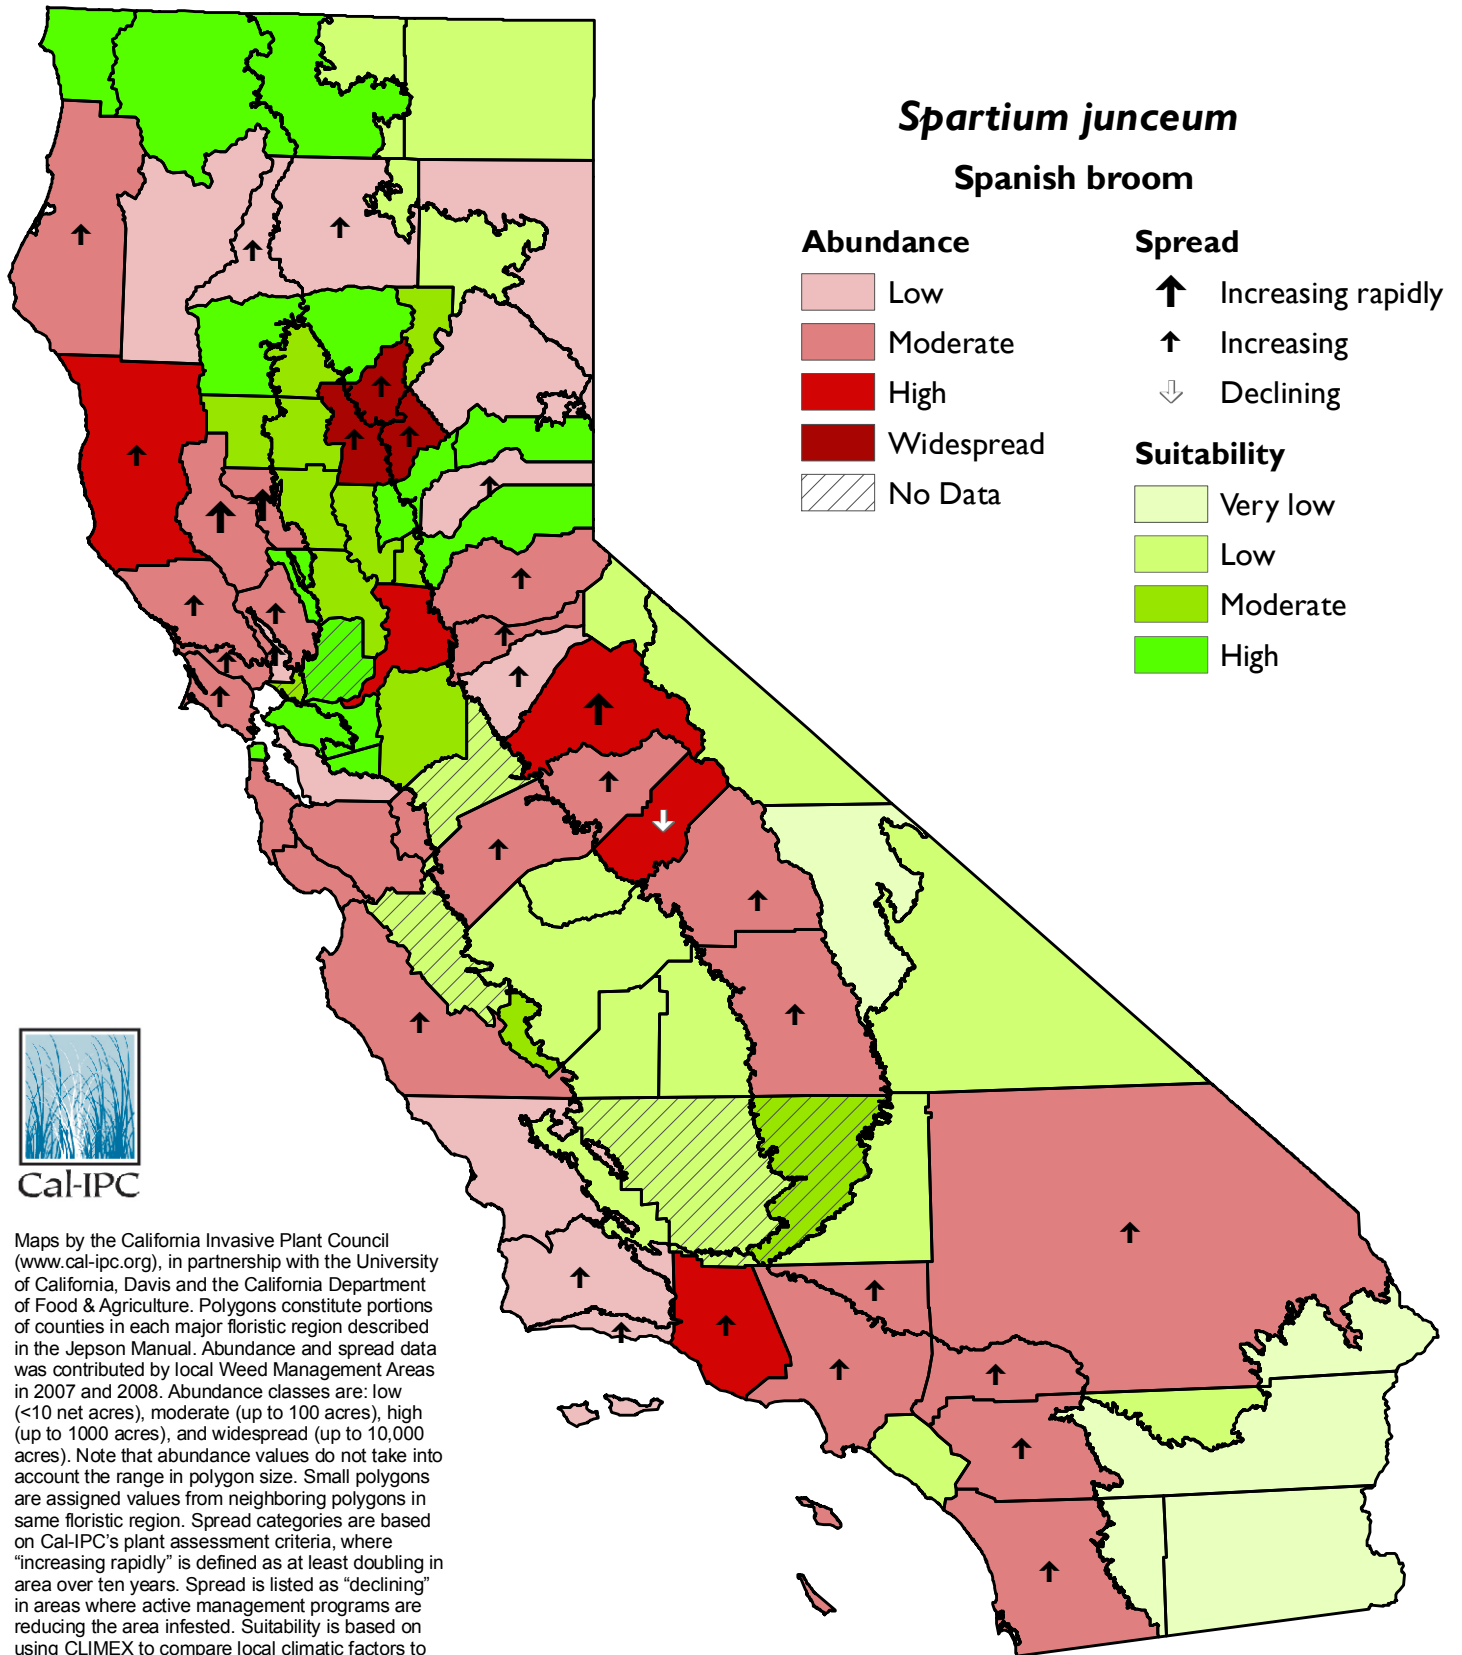 Spartium junceum
Spanish broom
Abundance
Low
Moderate
High
Widespread
No Data
Spread
Increasing rapidly
Increasing
Declining
Suitability
Very low
Low
Moderate
High
Cal-IPC
Maps by the California Invasive Plant Council
(www.cal-ipc.org), in partnership with the University
of California, Davis and the California Department
of Food & Agriculture. Polygons constitute portions
of counties in each major floristic region described
in the Jepson Manual. Abundance and spread data
was contributed by local Weed Management Areas
in 2007 and 2008. Abundance classes are: low
(<10 net acres), moderate (up to 100 acres), high
(up to 1000 acres), and widespread (up to 10,000
acres). Note that abundance values do not take into
account the range in polygon size. Small polygons
are assigned values from neighboring polygons in
same floristic region. Spread categories are based
on Cal-IPC's plant assessment criteria, where
“increasing rapidly” is defined as at least doubling in
area over ten years. Spread is listed as “declining”
in areas where active management programs are
reducing the area infested. Suitability is based on
using CLIMEX to compare local climatic factors to